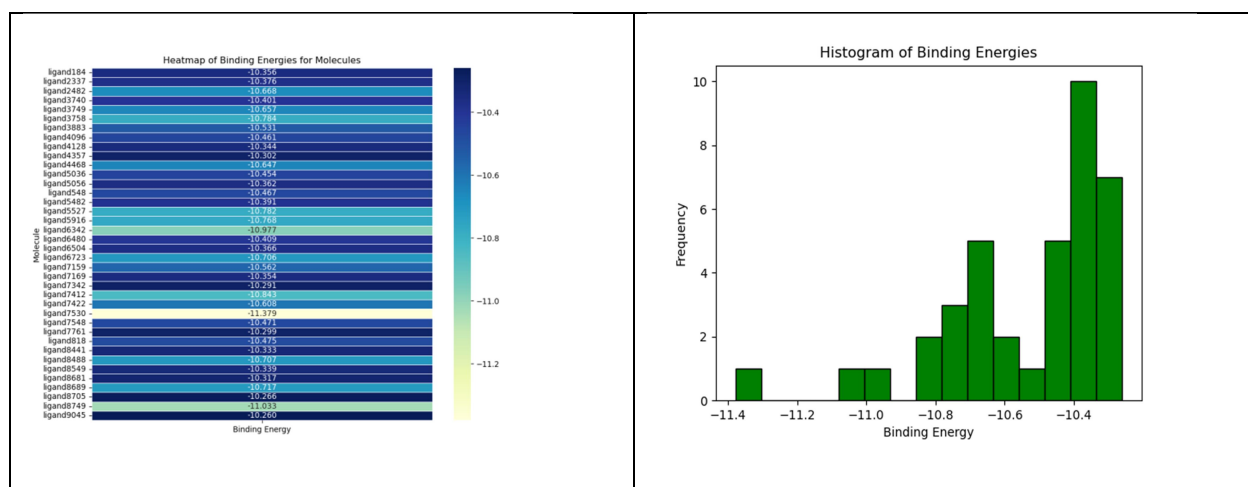 Heatmap of Binding Energies for Molecules
ligand184 -10.356
ligand2337 -10.376
ligand2482 -10.668
ligand3740 -10.401
ligand3749 -10.657
ligand3758 -10.784
ligand3883 -10.531
ligand4096 -10.461
ligand4128 -10.344
ligand4357 -10.302
ligand4468 -10.647
ligand5036 -10.454
ligand5056 -10.362
ligand548 -10.467
ligand5482 -10.391
ligand5527 -10.782
ligand5916 -10.768
ligand6342 -10.977
ligand6480 -10.409
ligand6504 -10.366
ligand6723 -10.706
ligand7159 -10.562
ligand7169 -10.354
ligand7342 -10.291
ligand7412 -10.843
ligand7422 -10.608
ligand7530 -11.379
ligand7548 -10.471
ligand7761 -10.299
ligand818 -10.475
ligand8441 -10.333
ligand8488 -10.707
ligand8549 -10.339
ligand8681 -10.317
ligand8689 -10.717
ligand8705 -10.266
ligand8749 -11.033
ligand9045 -10.260
Molecule
Binding Energy
−10.4
−10.6
−10.8
−11.0
−11.2
Histogram of Binding Energies
10
8
6
4
2
0
Frequency
−11.4 −11.2 −11.0 −10.8 −10.6 −10.4
Binding Energy